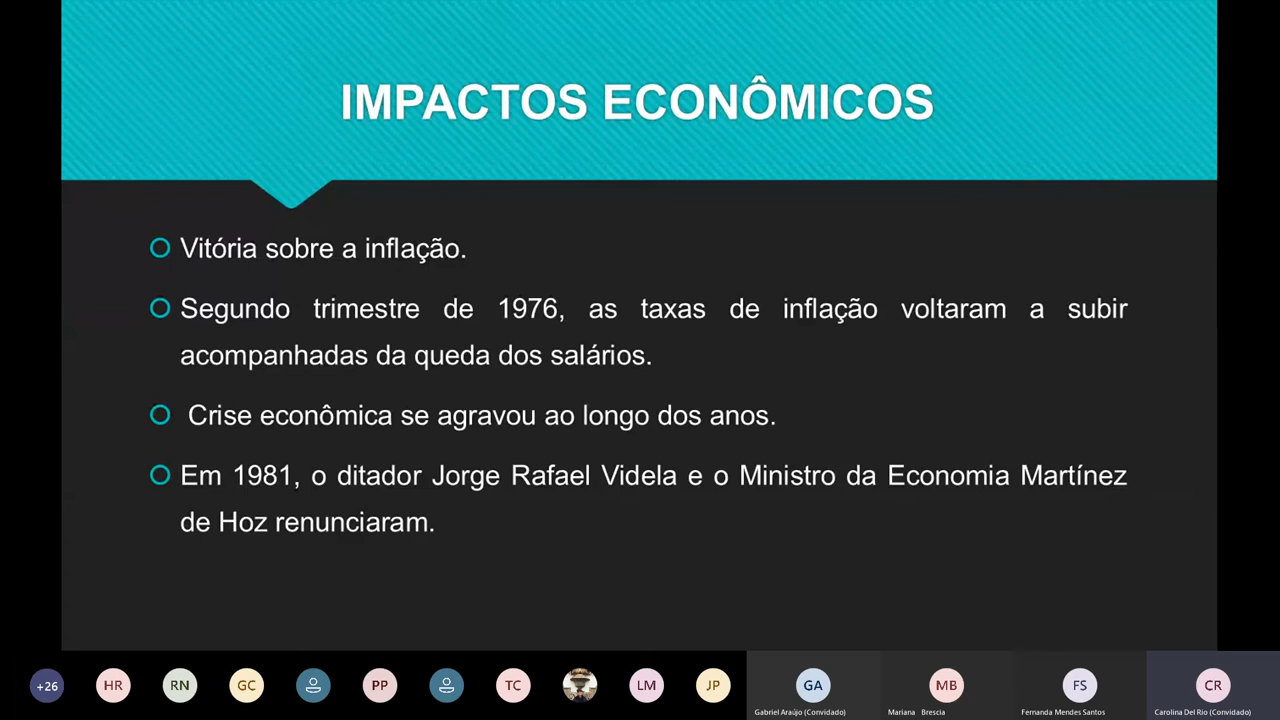 IMPACTOS ECONÔMICOS
Vitória sobre a inflação.
Segundo trimestre de 1976, as taxas de inflação voltaram a subir
acompanhadas da queda dos salários.
Crise econômica se agravou ao longo dos anos.
Em 1981, o ditador Jorge Rafael Videla e o Ministro da Economia Martínez
de Hoz renunciaram.
+26 HR RN GC PP TC LM JP GA MB FS CR
Gabriel Araújo (Convidado) Mariana Brescia Fernanda Mendes Santos Carolina Del Rio (Convidado)